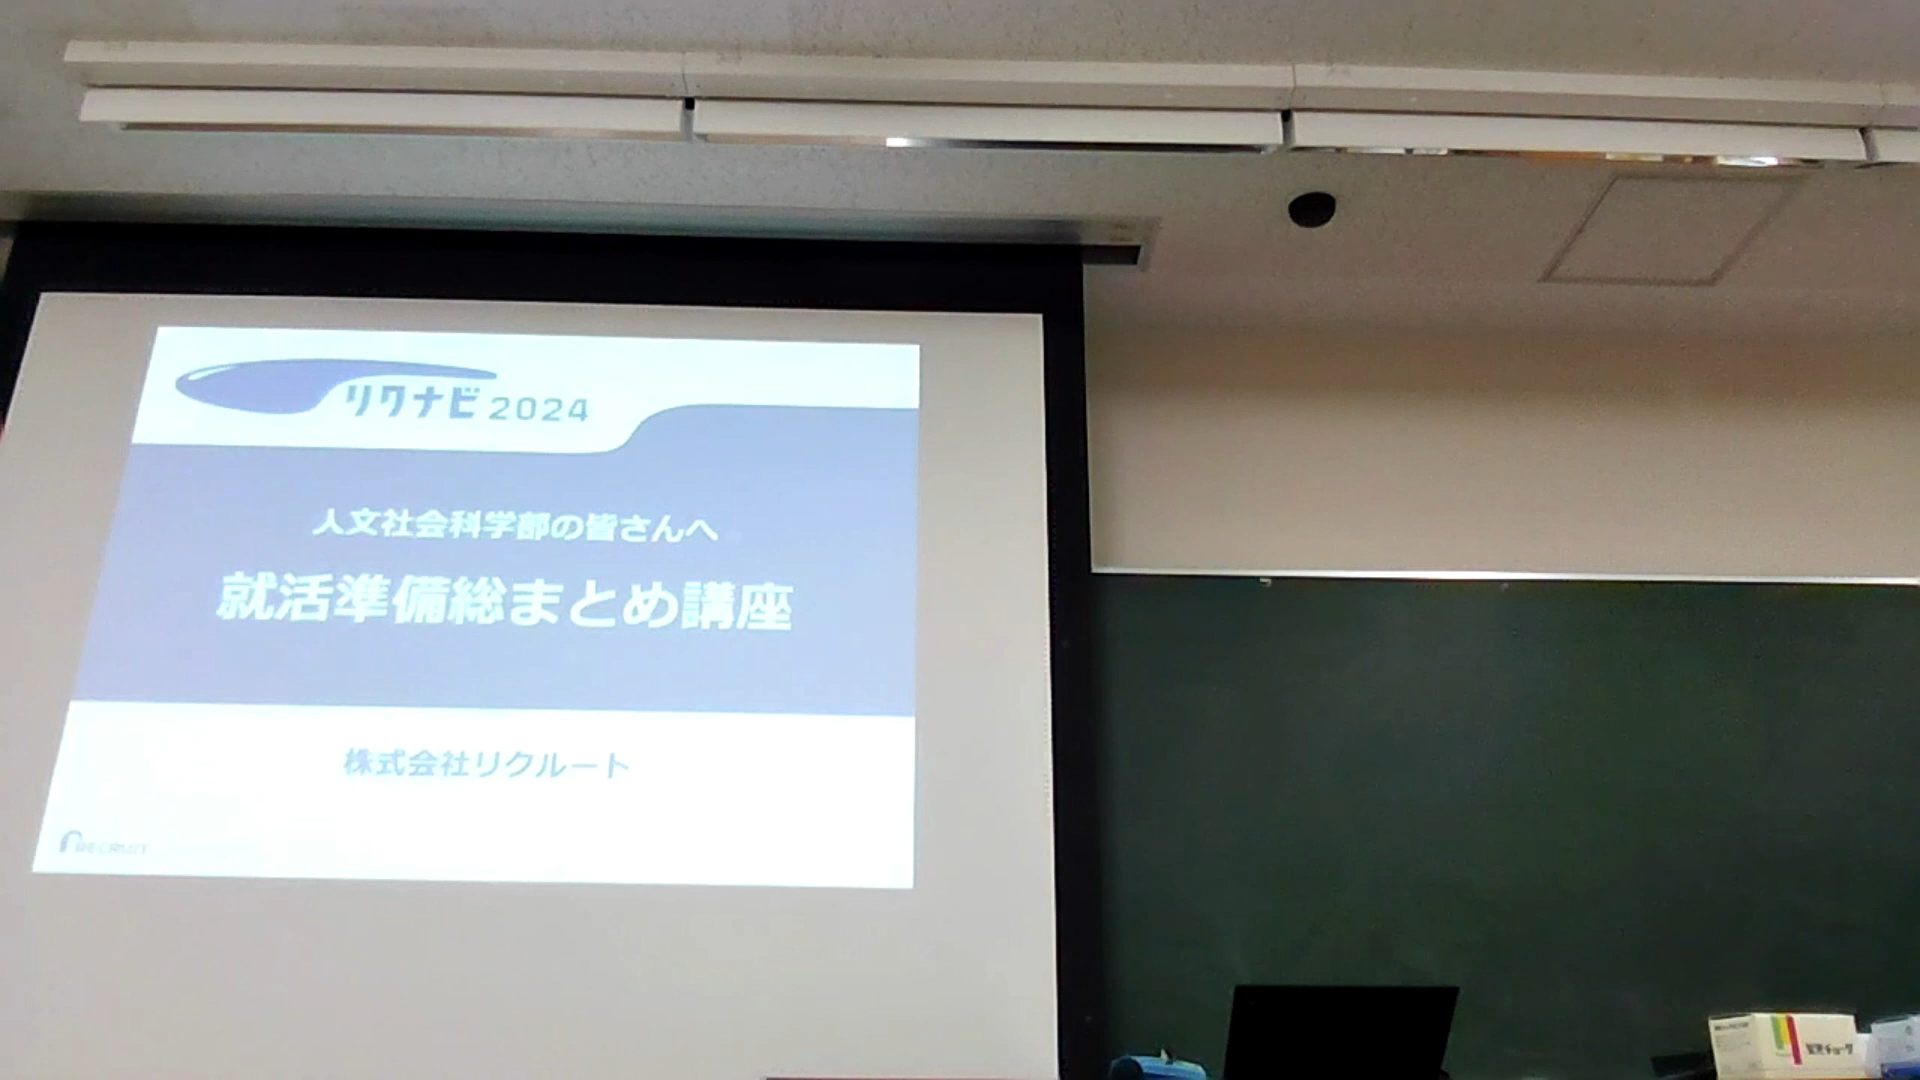 リクナビ2024
人文社会科学部の皆さんへ
就活準備総まとめ講座
株式会社リクルート
RECRUIT